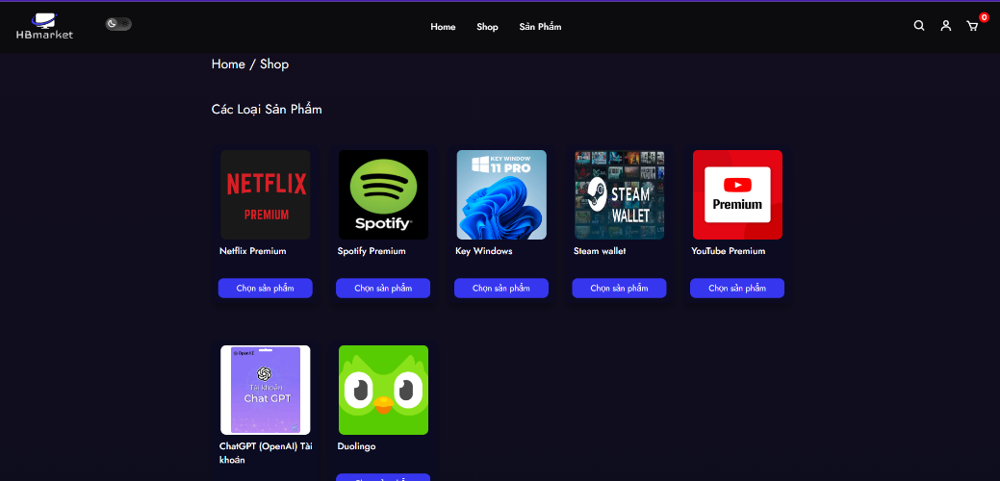 HBmarket
Home Shop Sản Phẩm
0
Home / Shop
Các Loại Sản Phẩm
NETFLIX
PREMIUM
Spotify
KEY WINDOW
11 PRO
STEAM
WALLET
Premium
Netflix Premium
Spotify Premium
Key Windows
Steam wallet
YouTube Premium
Chọn sản phẩm
Chọn sản phẩm
Chọn sản phẩm
Chọn sản phẩm
Chọn sản phẩm
OpenAI
Tài khoản
Chat GPT
ChatGPT (OpenAI) Tài
khoản
Duolingo